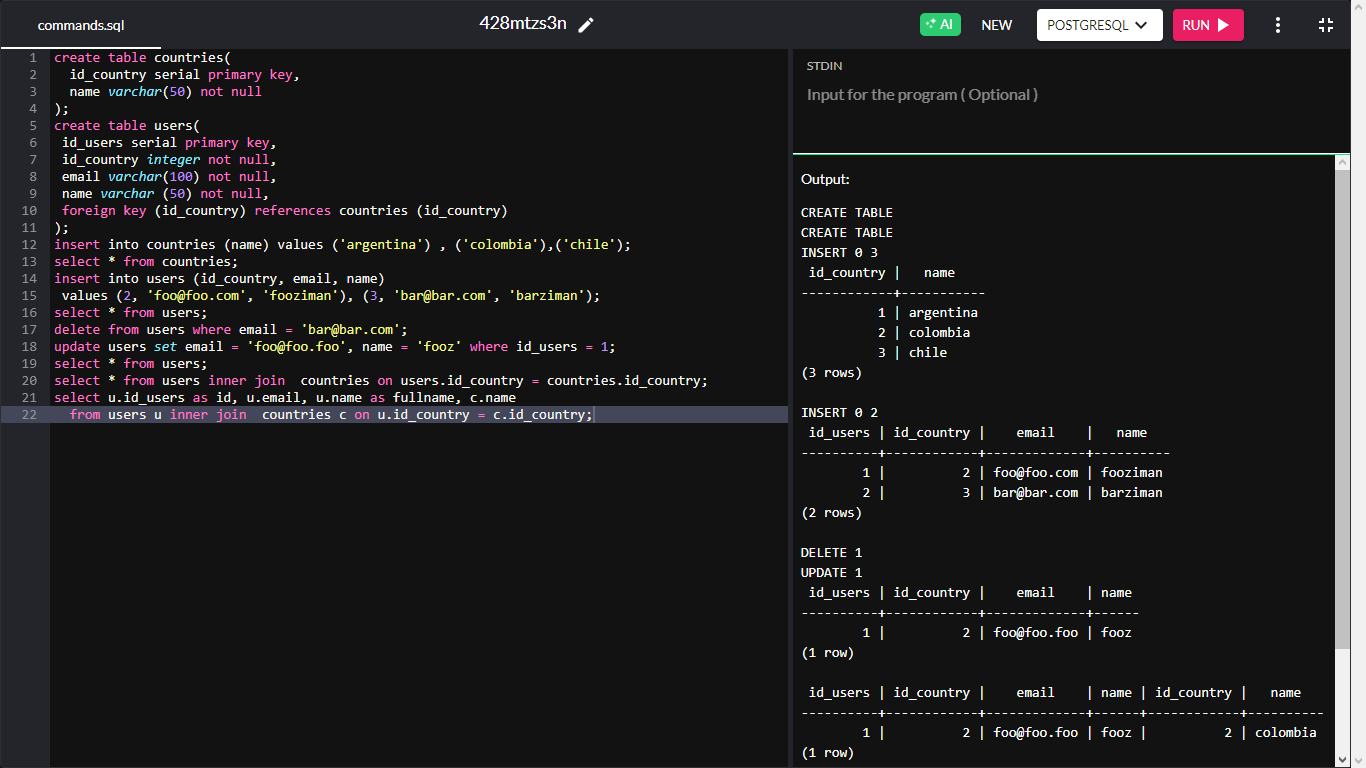 commands.sql
428mtzs3n
AI
NEW
POSTGRESQL
RUN
1 create table countries(
2   id_country serial primary key,
3   name varchar(50) not null
4 );
5 create table users(
6  id_users serial primary key,
7  id_country integer not null,
8  email varchar(100) not null,
9  name varchar (50) not null,
10  foreign key (id_country) references countries (id_country)
11 );
12 insert into countries (name) values ('argentina') , ('colombia'),('chile');
13 select * from countries;
14 insert into users (id_country, email, name)
15  values (2, 'foo@foo.com', 'fooziman'), (3, 'bar@bar.com', 'barziman');
16 select * from users;
17 delete from users where email = 'bar@bar.com';
18 update users set email = 'foo@foo.foo', name = 'fooz' where id_users = 1;
19 select * from users;
20 select * from users inner join  countries on users.id_country = countries.id_country;
21 select u.id_users as id, u.email, u.name as fullname, c.name
22   from users u inner join  countries c on u.id_country = c.id_country;
STDIN
Input for the program ( Optional )
Output:
CREATE TABLE
CREATE TABLE
INSERT 0 3
 id_country |   name
------------+-----------
          1 | argentina
          2 | colombia
          3 | chile
(3 rows)
INSERT 0 2
 id_users | id_country |    email    |   name
----------+------------+-------------+----------
        1 |          2 | foo@foo.com | fooziman
        2 |          3 | bar@bar.com | barziman
(2 rows)
DELETE 1
UPDATE 1
 id_users | id_country |    email    | name
----------+------------+-------------+------
        1 |          2 | foo@foo.foo | fooz
(1 row)
 id_users | id_country |    email    | name | id_country |   name
----------+------------+-------------+------+------------+----------
        1 |          2 | foo@foo.foo | fooz |          2 | colombia
(1 row)